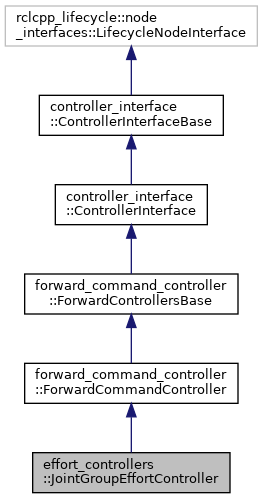 rclcpp_lifecycle::node
_interfaces::LifecycleNodeInterface
controller_interface
::ControllerInterfaceBase
controller_interface
::ControllerInterface
forward_command_controller
::ForwardControllersBase
forward_command_controller
::ForwardCommandController
effort_controllers
::JointGroupEffortController